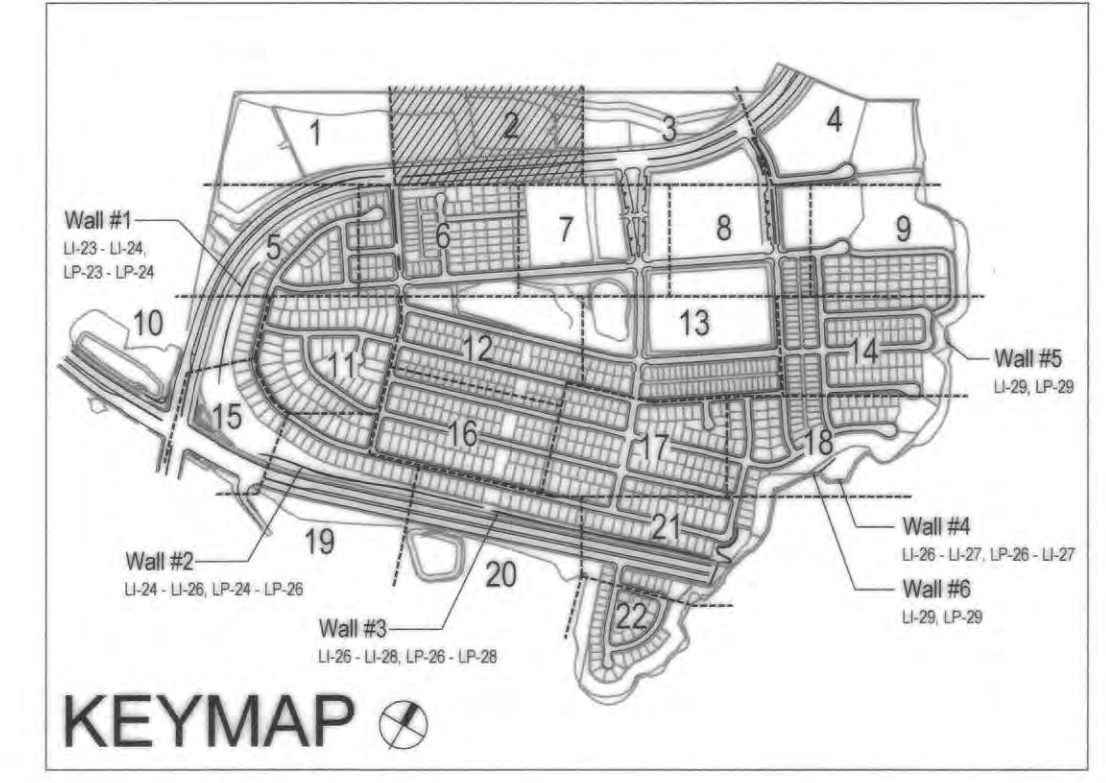 1
2
3
4
Wall #1
LI-23 - LI-24,
LP-23 - LP-24
5
6
7
8
9
10
11
12
13
14
Wall #5
LI-29, LP-29
15
16
17
18
Wall #4
LI-26 - LI-27, LP-26 - LI-27
Wall #6
LI-29, LP-29
19
20
21
22
Wall #2
LI-24 - LI-26, LP-24 - LP-26
Wall #3
LI-26 - LI-28, LP-26 - LP-28
KEYMAP